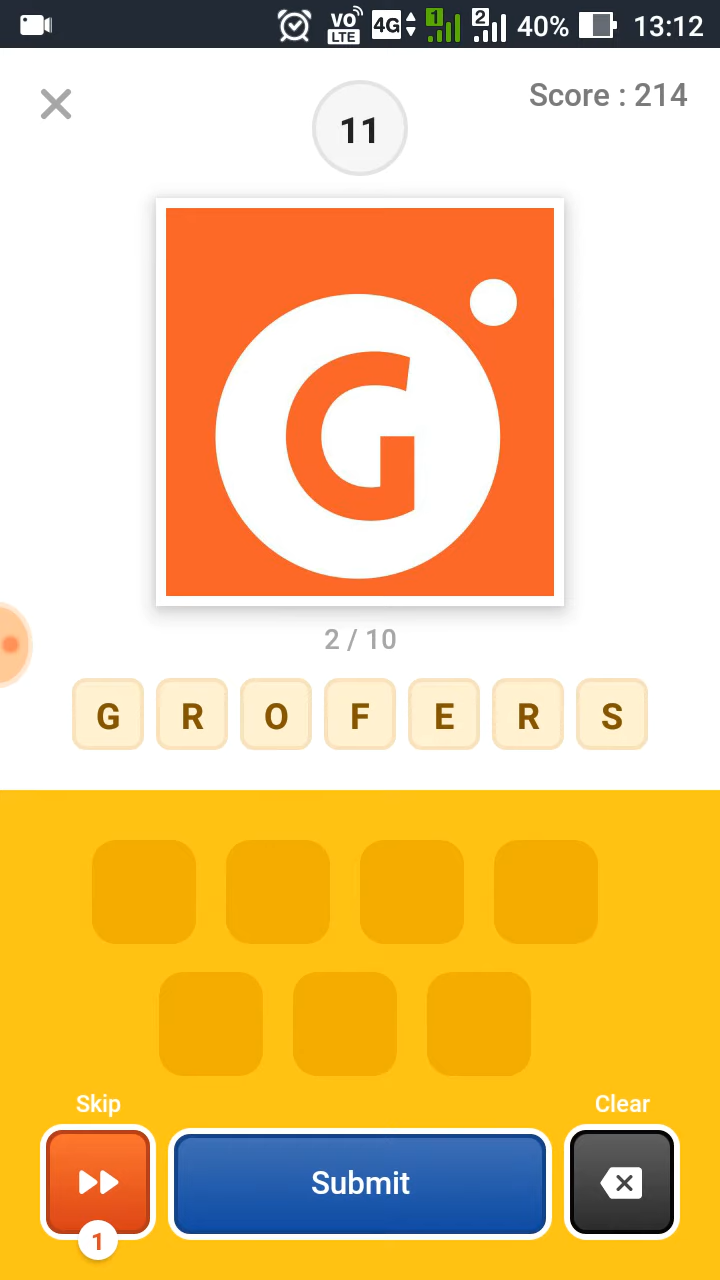 VO LTE 4G 1 2 40% 13:12
11
Score : 214
G
2 / 10
G R O F E R S
Skip
Clear
Submit
1